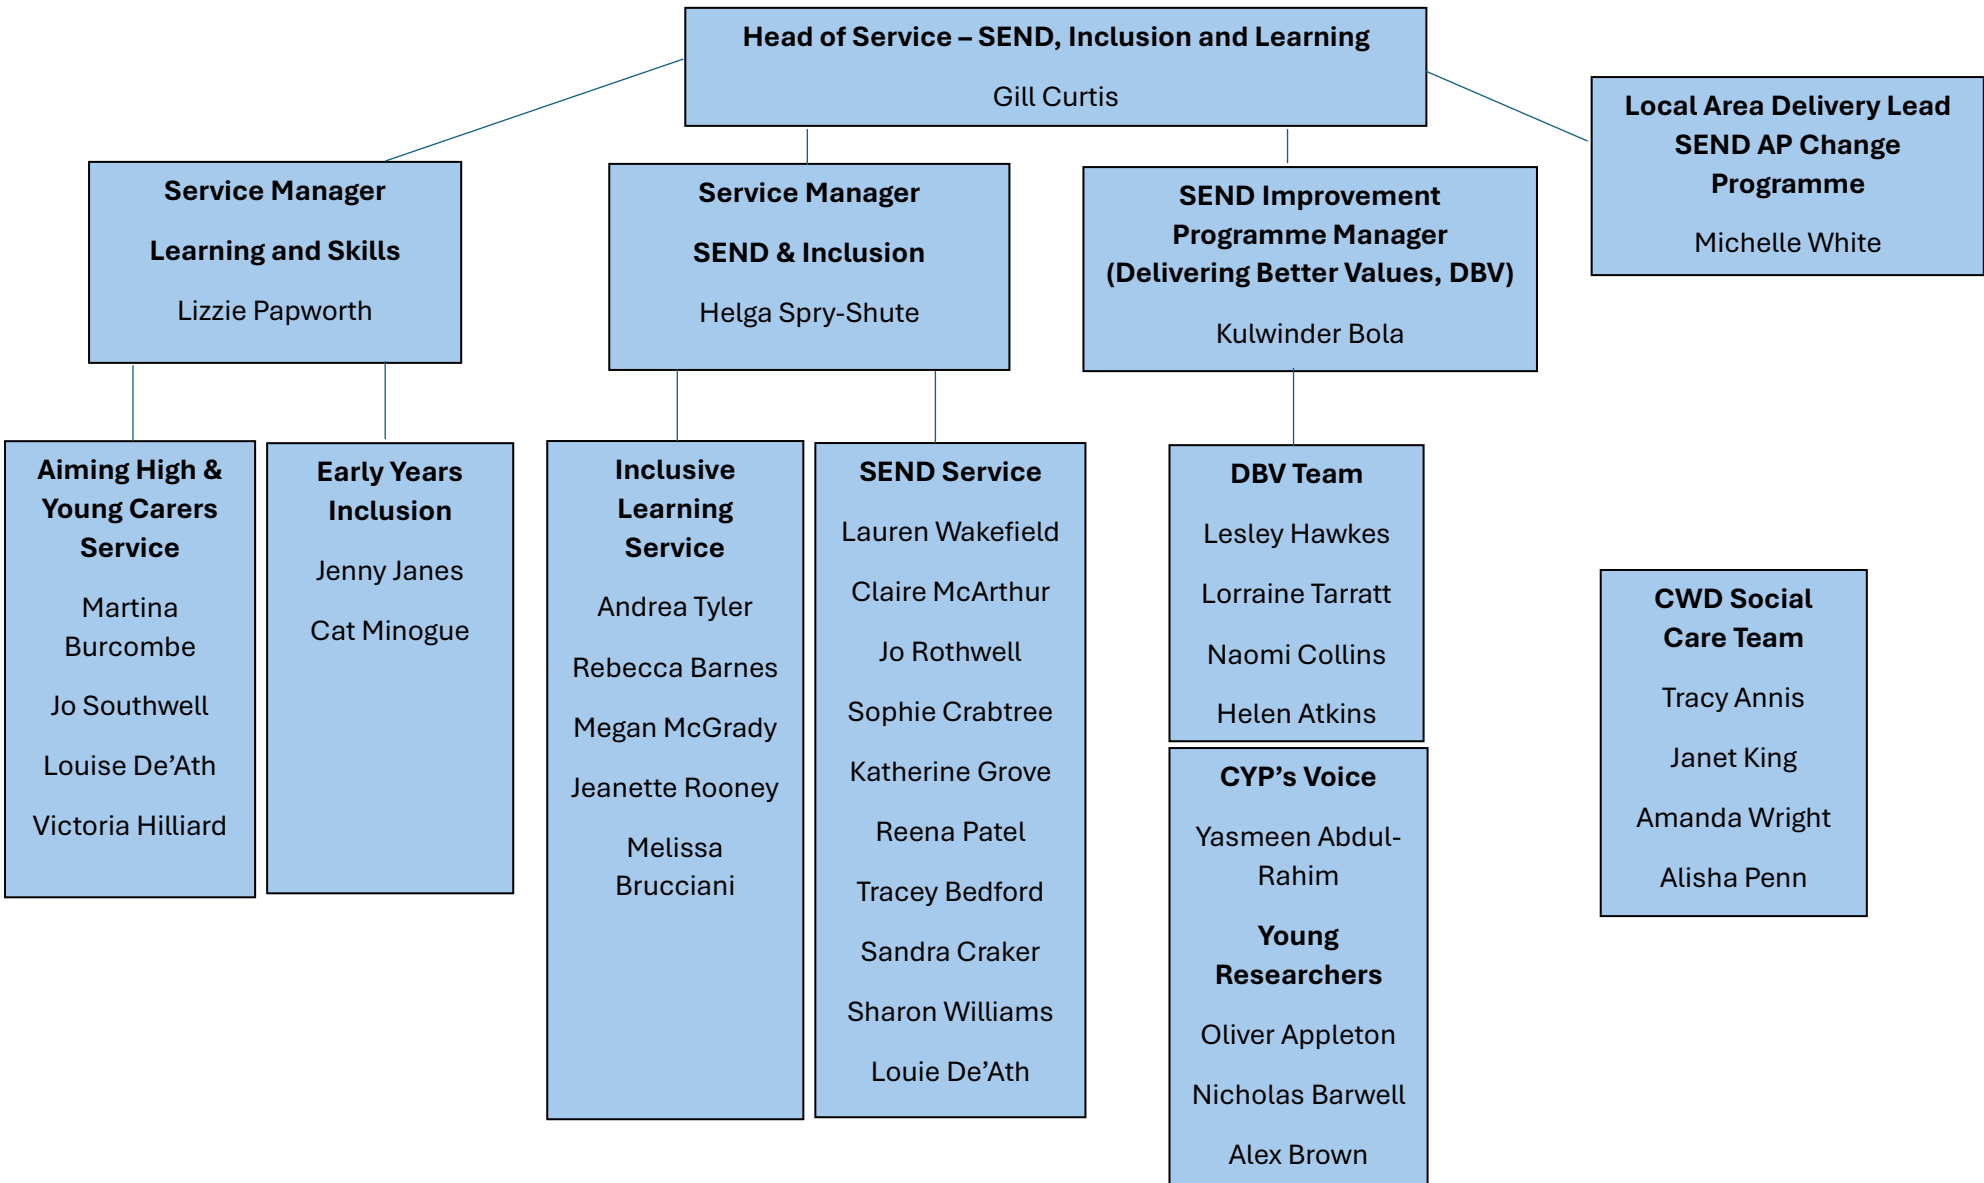 Head of Service – SEND, Inclusion and Learning
Gill Curtis
Local Area Delivery Lead
SEND AP Change
Programme
Michelle White
Service Manager
Learning and Skills
Lizzie Papworth
Service Manager
SEND & Inclusion
Helga Spry-Shute
SEND Improvement
Programme Manager
(Delivering Better Values, DBV)
Kulwinder Bola
Aiming High &
Young Carers
Service
Martina
Burcombe
Jo Southwell
Louise De’Ath
Victoria Hilliard
Early Years
Inclusion
Jenny Janes
Cat Minogue
Inclusive
Learning
Service
Andrea Tyler
Rebecca Barnes
Megan McGrady
Jeanette Rooney
Melissa
Brucciani
SEND Service
Lauren Wakefield
Claire McArthur
Jo Rothwell
Sophie Crabtree
Katherine Grove
Reena Patel
Tracey Bedford
Sandra Craker
Sharon Williams
Louie De’Ath
DBV Team
Lesley Hawkes
Lorraine Tarratt
Naomi Collins
Helen Atkins
CYP’s Voice
Yasmeen Abdul-
Rahim
Young
Researchers
Oliver Appleton
Nicholas Barwell
Alex Brown
CWD Social
Care Team
Tracy Annis
Janet King
Amanda Wright
Alisha Penn